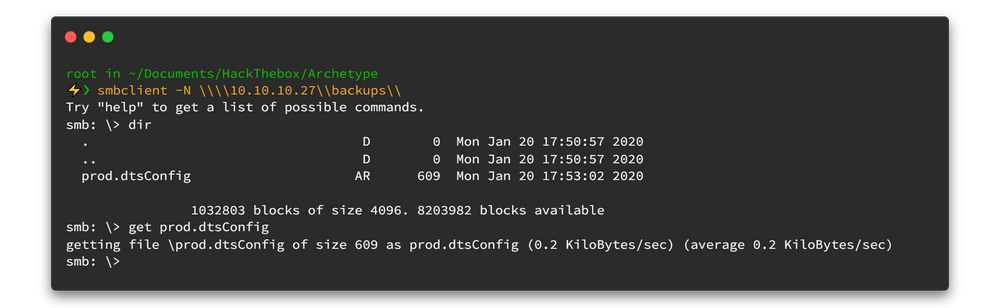 root in ~/Documents/HackThebox/Archetype
⚡❯ smbclient -N \\\\10.10.10.27\\backups\\
Try "help" to get a list of possible commands.
smb: \> dir
  .                                   D        0  Mon Jan 20 17:50:57 2020
  ..                                  D        0  Mon Jan 20 17:50:57 2020
  prod.dtsConfig                     AR      609  Mon Jan 20 17:53:02 2020
                1032803 blocks of size 4096. 8203982 blocks available
smb: \> get prod.dtsConfig
getting file \prod.dtsConfig of size 609 as prod.dtsConfig (0.2 KiloBytes/sec) (average 0.2 KiloBytes/sec)
smb: \>